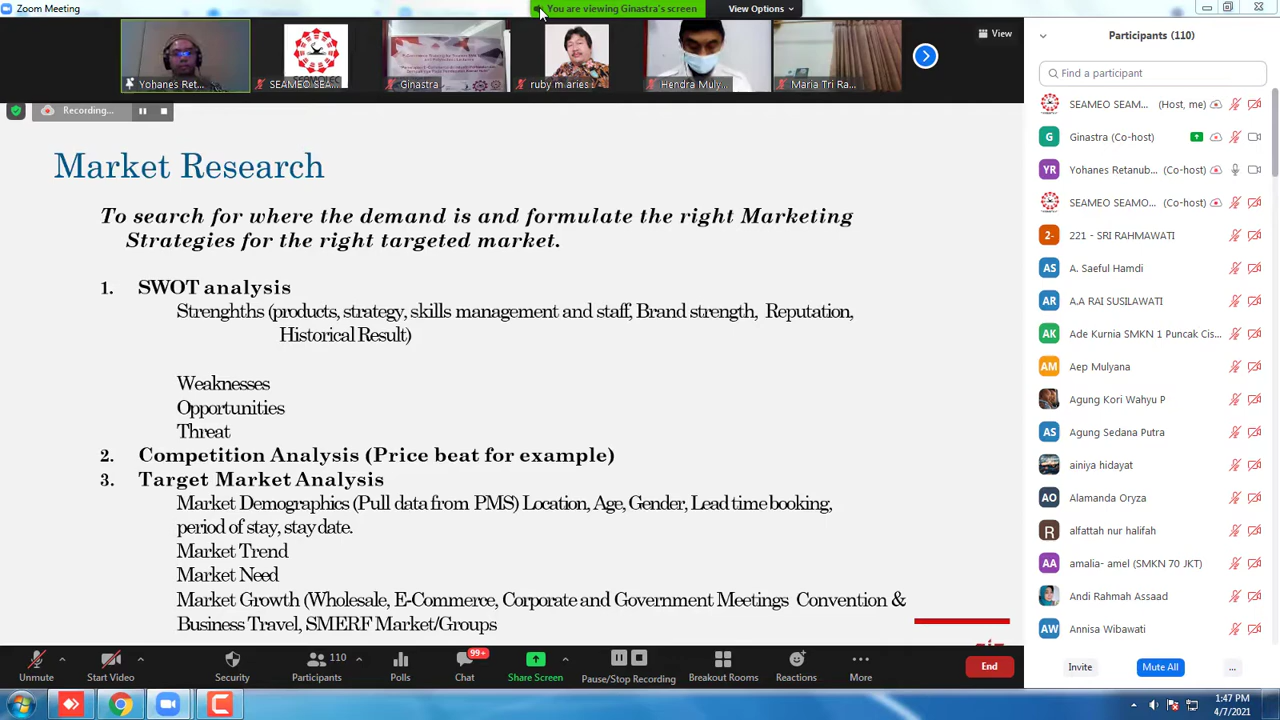 Zoom Meeting
You are viewing Ginastra's screen
View Options
Yohanes Ret...
SEAMEO SEA...
Ginastra
ruby m aries
Hendra Muly...
Maria Tri Ra...
View
Recording...
Market Research
To search for where the demand is and formulate the right Marketing
Strategies for the right targeted market.
1. SWOT analysis
Strenghths (products, strategy, skills management and staff, Brand strength, Reputation,
Historical Result)
Weaknesses
Opportunities
Threat
2. Competition Analysis (Price beat for example)
3. Target Market Analysis
Market Demographics (Pull data from PMS) Location, Age, Gender, Lead time booking,
period of stay, stay date.
Market Trend
Market Need
Market Growth (Wholesale, E-Commerce, Corporate and Government Meetings Convention &
Business Travel, SMERF Market/Groups
Participants (110)
Find a participant
SEAMEO SEAM... (Host, me)
G Ginastra (Co-host)
YR Yohanes Retanub... (Co-host)
SEAMEO SEAMO... (Co-host)
2- 221 - SRI RAHMAWATI
AS A. Saeful Hamdi
AR A.A RAI SUSILAWATI
AK Ade Kurnia SMKN 1 Puncak Cis...
AM Aep Mulyana
Agung Kori Wahyu P
AS Agung Sedana Putra
ainiya hidayat
AO Alamanda Oryza
R alfattah nur halifah
AA amalia- amel (SMKN 70 JKT)
Andi Rahmah Assaad
AW Annisa Wibawati
Invite
Mute All
...
Unmute
Start Video
Security
110
Participants
Polls
99+
Chat
Share Screen
Pause/Stop Recording
Breakout Rooms
Reactions
More
End
1:47 PM
4/7/2021